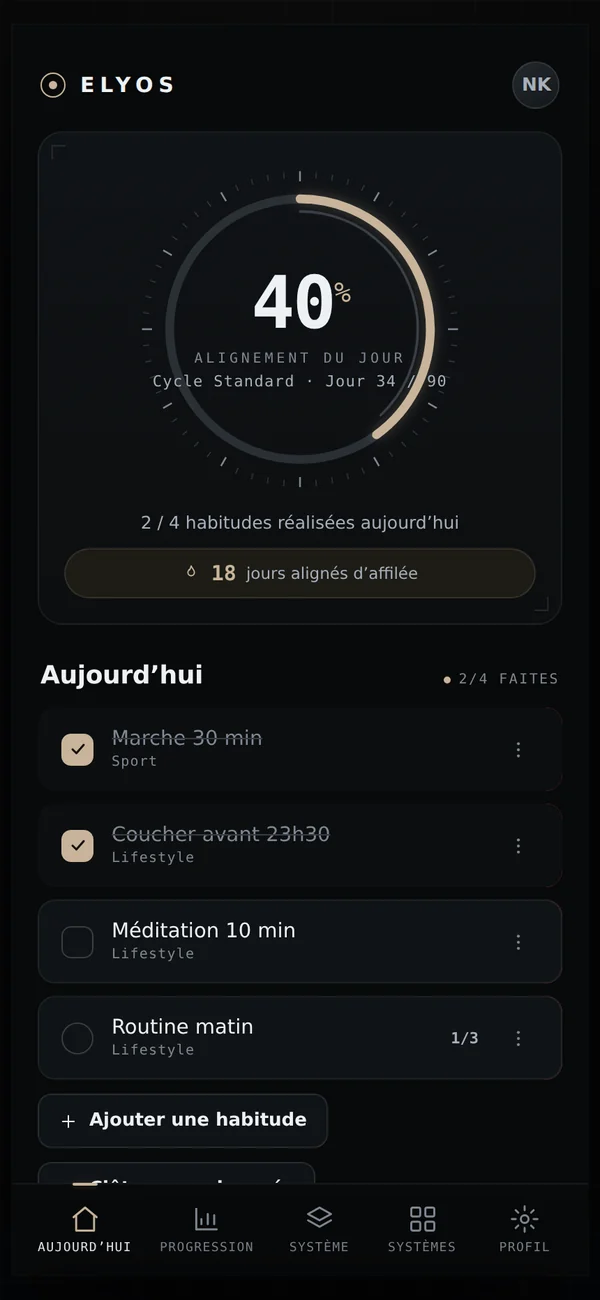 ELYOS
NK
40%
ALIGNEMENT DU JOUR
Cycle Standard · Jour 34 / 90
2 / 4 habitudes réalisées aujourd’hui
18 jours alignés d’affilée
Aujourd’hui
2/4 FAITES
Marche 30 min
Sport
Coucher avant 23h30
Lifestyle
Méditation 10 min
Lifestyle
Routine matin
Lifestyle
1/3
+ Ajouter une habitude
AUJOURD’HUI
PROGRESSION
SYSTÈME
SYSTÈMES
PROFIL